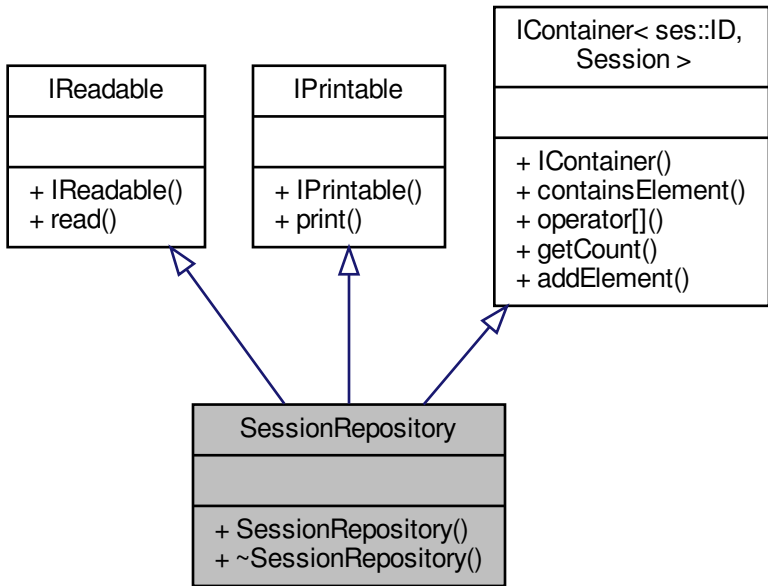 IReadable
+ IReadable()
+ read()
IPrintable
+ IPrintable()
+ print()
IContainer< ses::ID,
Session >
+ IContainer()
+ containsElement()
+ operator[]()
+ getCount()
+ addElement()
SessionRepository
+ SessionRepository()
+ ~SessionRepository()